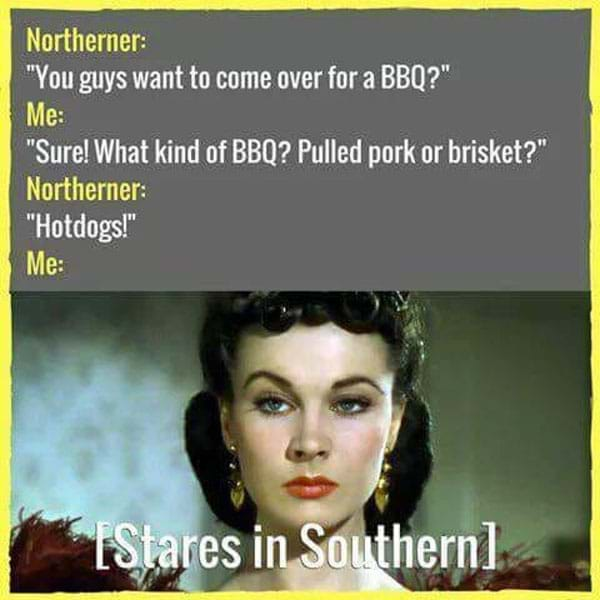 Northerner:
"You guys want to come over for a BBQ?"
Me:
"Sure! What kind of BBQ? Pulled pork or brisket?"
Northerner:
"Hotdogs!"
Me:
[Stares in Southern]